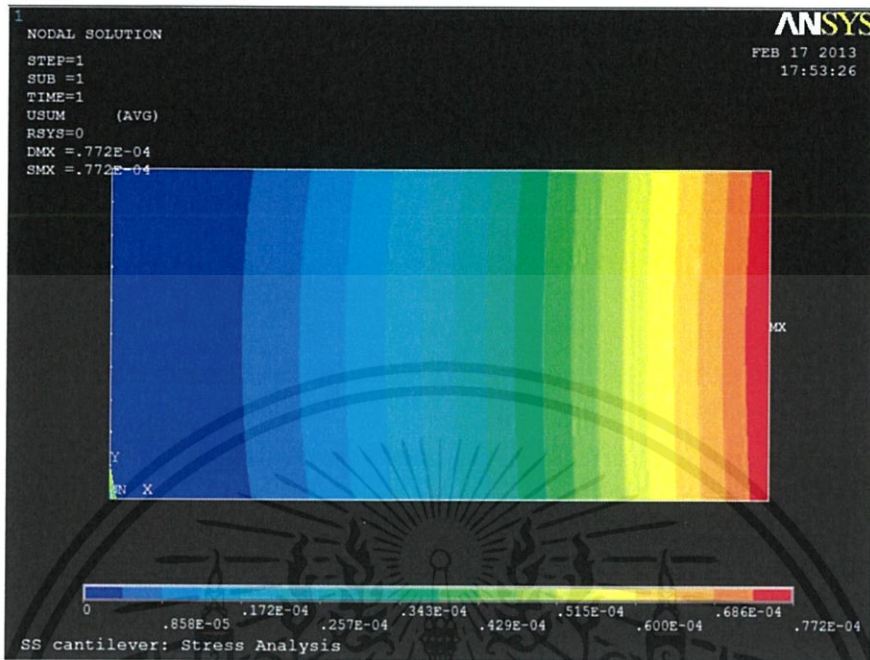 1
NODAL SOLUTION
STEP=1
SUB =1
TIME=1
USUM (AVG)
RSYS=0
DMX =.772E-04
SMX =.772E-04
ANSYS
FEB 17 2013
17:53:26
MX
Y
X
0 .172E-04 .343E-04 .515E-04 .686E-04
.858E-05 .257E-04 .429E-04 .600E-04 .772E-04
SS cantilever: Stress Analysis